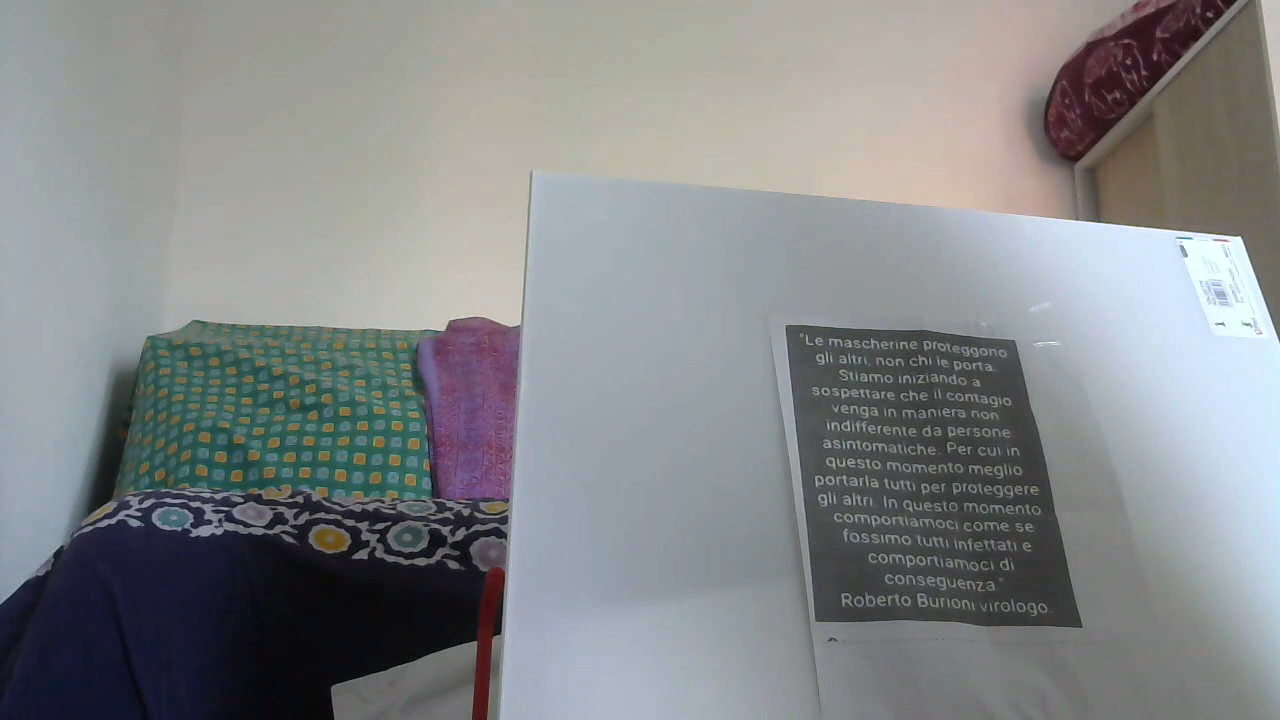 "Le mascherine proteggono
gli altri, non chi le porta.
Stiamo iniziando a
sospettare che il contagio
venga in maniera non
indifferente da persone
asintomatiche. Per cui in
questo momento meglio
portarla tutti per proteggere
gli altri. In questo momento
comportiamoci come se
fossimo tutti infettati e
comportiamoci di
conseguenza."
Roberto Burioni virologo.